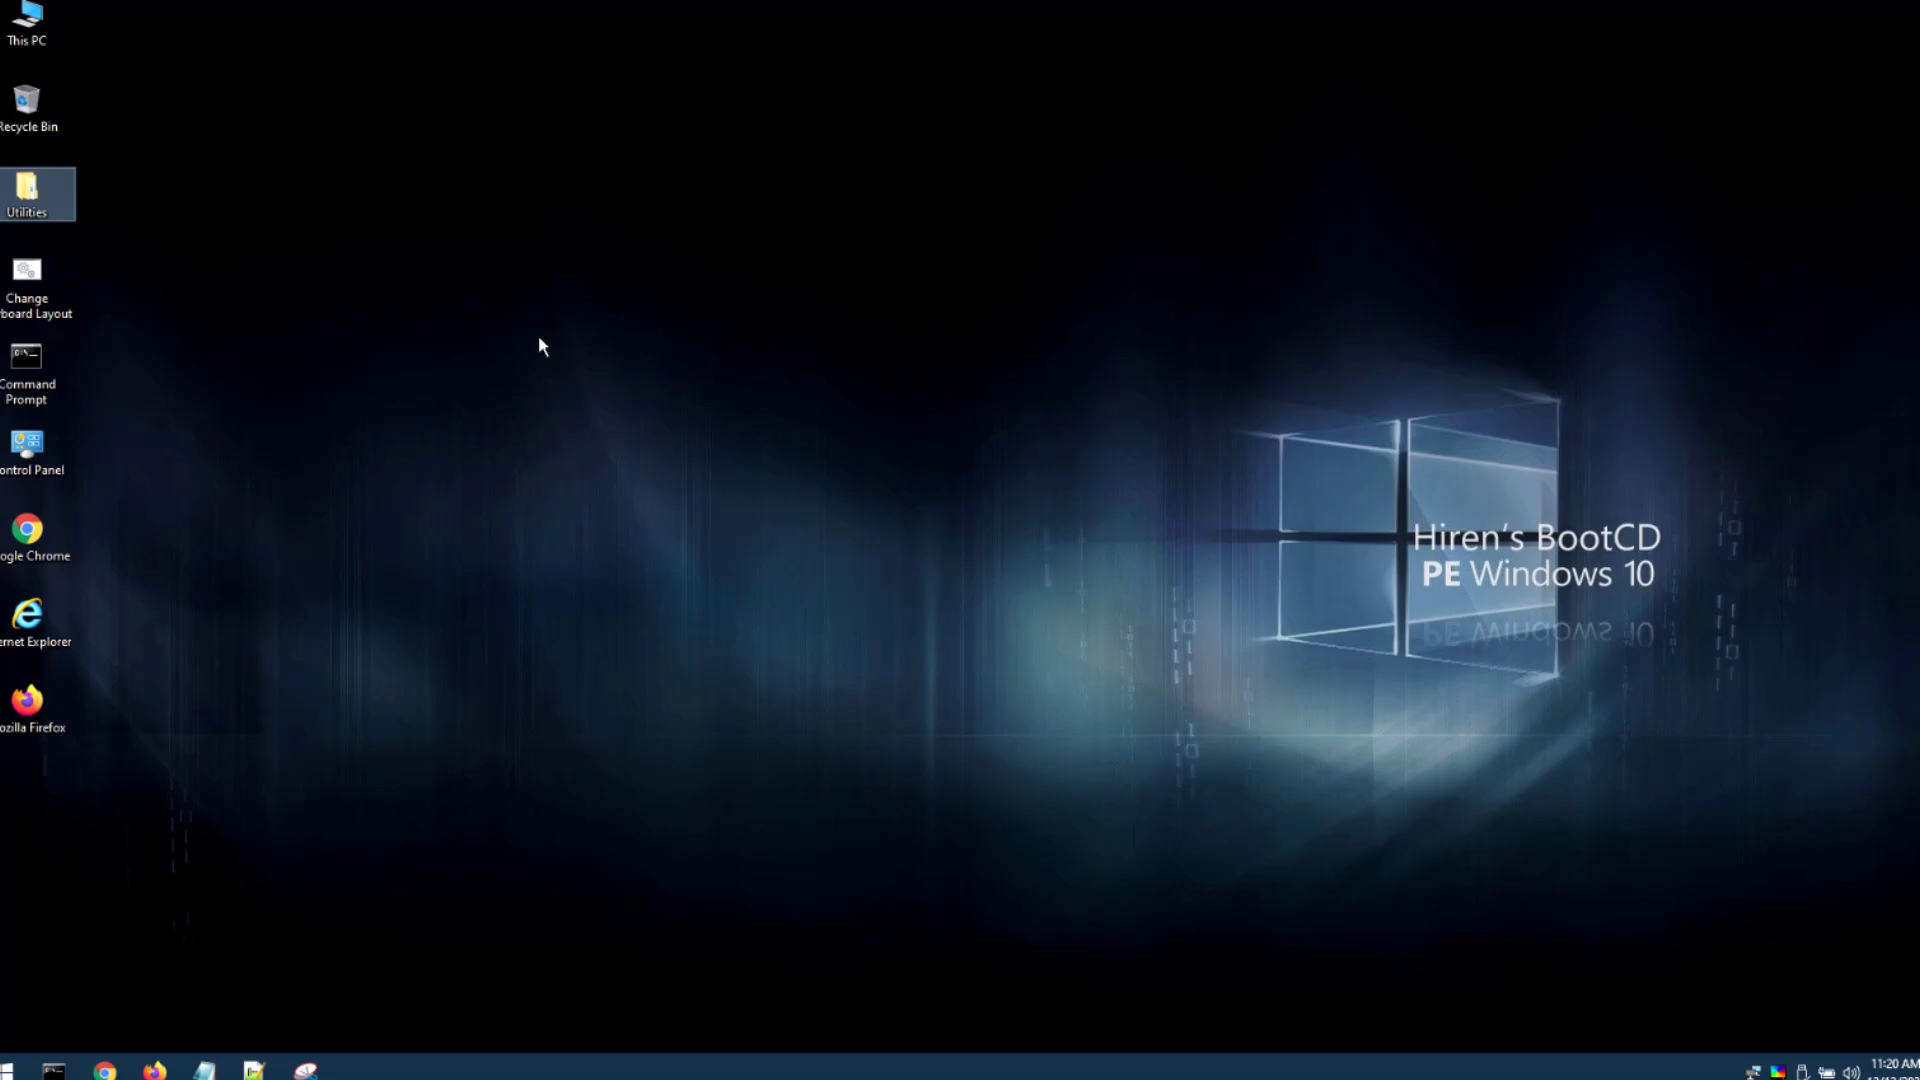 This PC
Recycle Bin
Utilities
Change
board Layout
Command
Prompt
ontrol Panel
ogle Chrome
ernet Explorer
ozilla Firefox
Hiren's BootCD
PE Windows 10
11:20 AM